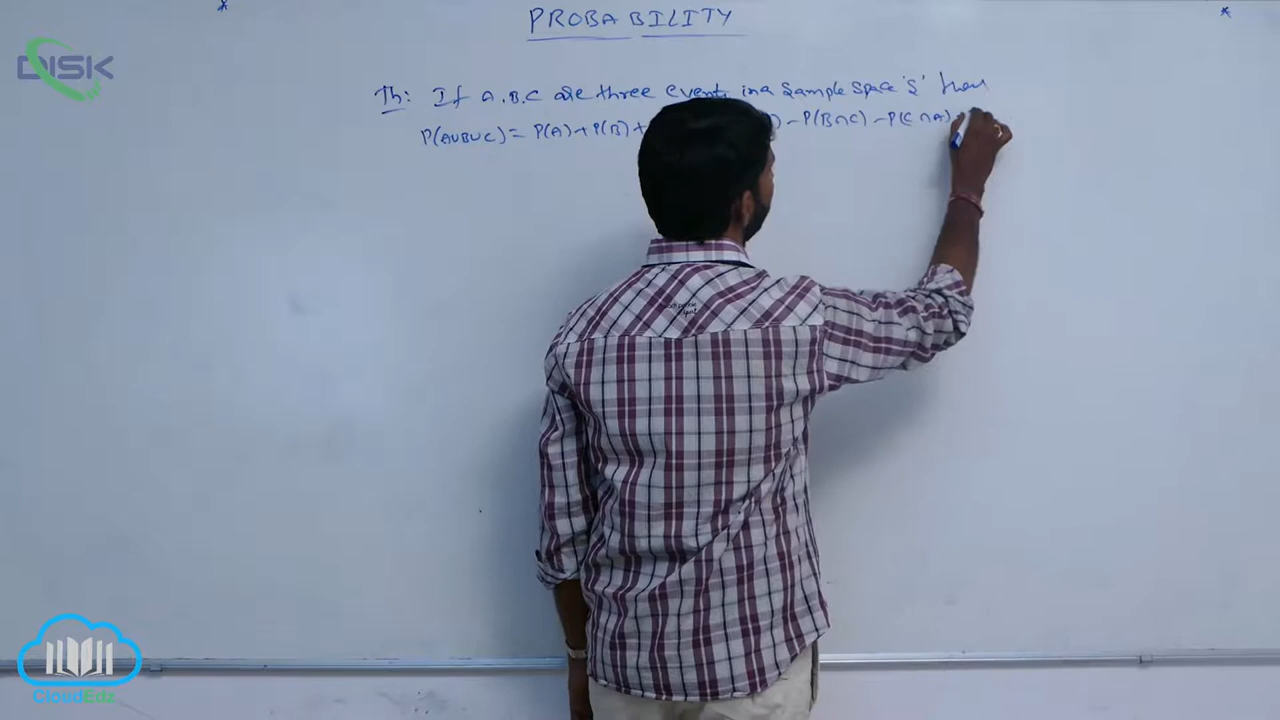 PROBABILITY
DISK
Th: If A.B.C are three events in a Sample Space 'S' then
P(AUBUC) = P(A)+P(B)+ ) -P(B∩C) -P(C∩A)
CloudEdz